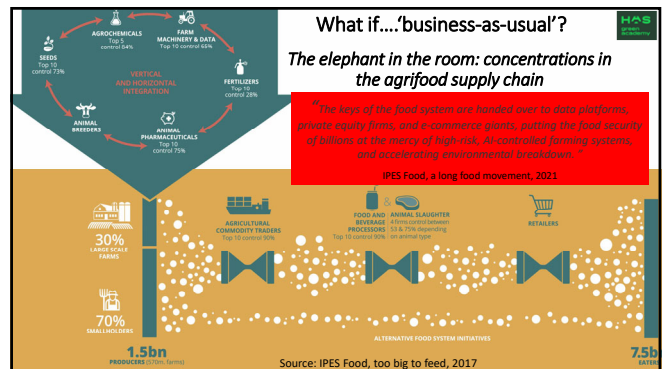 What if....‘business-as-usual’?
HAS
green
academy
The elephant in the room: concentrations in
the agrifood supply chain
“The keys of the food system are handed over to data platforms,
private equity firms, and e-commerce giants, putting the food security
of billions at the mercy of high-risk, AI-controlled farming systems,
and accelerating environmental breakdown. ”
IPES Food, a long food movement, 2021
AGROCHEMICALS
Top 5
control 84%
FARM
MACHINERY & DATA
Top 10 control 65%
SEEDS
Top 10
control 73%
VERTICAL
AND HORIZONTAL
INTEGRATION
FERTILIZERS
Top 10
control 28%
ANIMAL
BREEDERS
ANIMAL
PHARMACEUTICALS
Top 10
control 75%
30%
LARGE SCALE
FARMS
70%
SMALLHOLDERS
AGRICULTURAL
COMMODITY TRADERS
Top 10 control 90%
&
FOOD AND
BEVERAGE
PROCESSORS
Top 10 control 90%
ANIMAL SLAUGHTER
4 firms control between
53 & 75% depending
on animal type
RETAILERS
ALTERNATIVE FOOD SYSTEM INITIATIVES
1.5bn
PRODUCERS (570m. farms)
7.5b
EATERS
Source: IPES Food, too big to feed, 2017